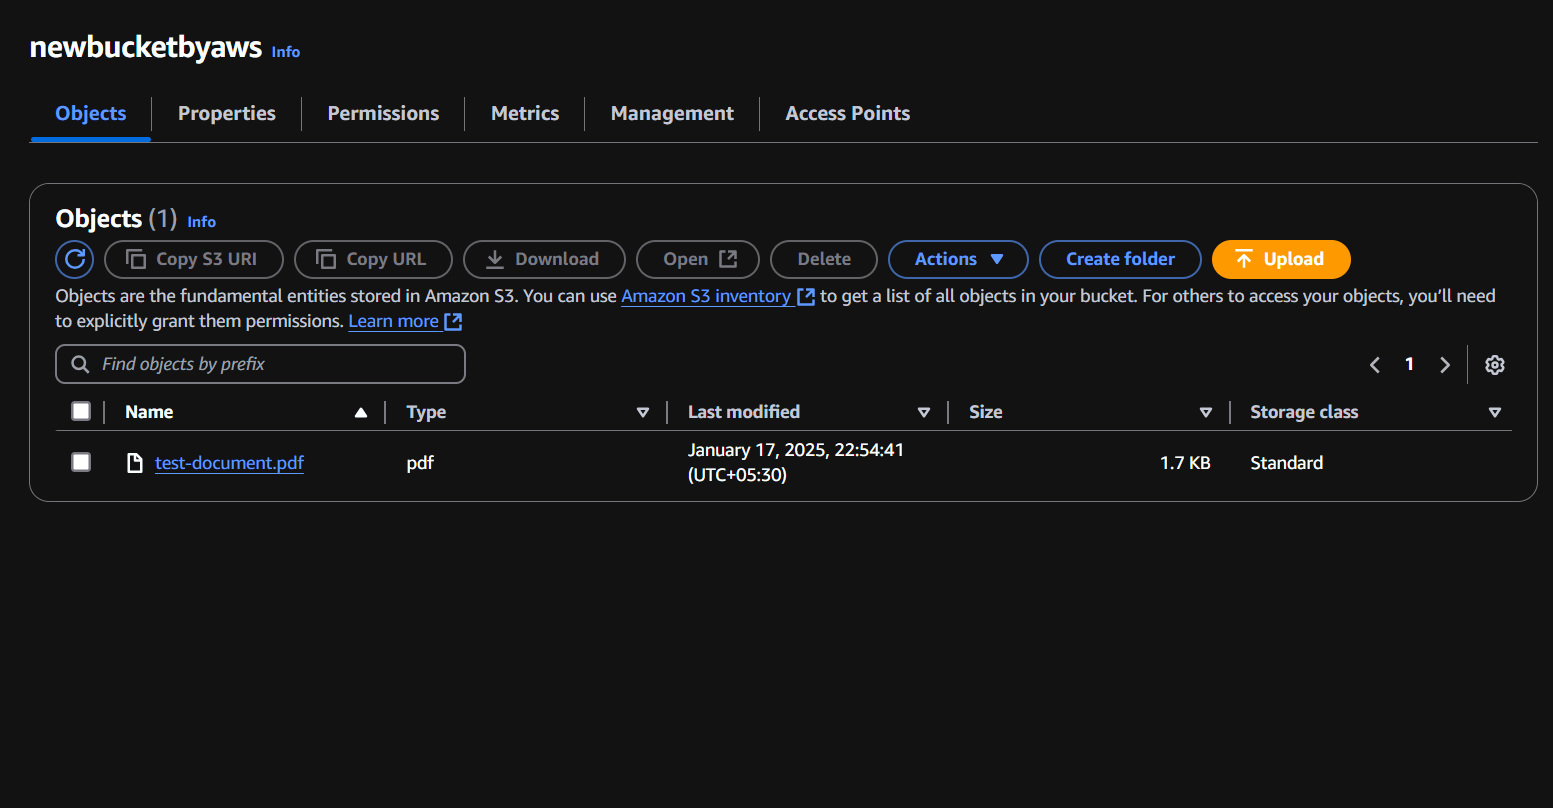 newbucketbyaws Info
Objects Properties Permissions Metrics Management Access Points
Objects (1) Info
Copy S3 URI Copy URL Download Open Delete Actions Create folder Upload
Objects are the fundamental entities stored in Amazon S3. You can use Amazon S3 inventory to get a list of all objects in your bucket. For others to access your objects, you’ll need
to explicitly grant them permissions. Learn more
Find objects by prefix 1
Name Type Last modified Size Storage class
test-document.pdf pdf January 17, 2025, 22:54:41 1.7 KB Standard
(UTC+05:30)